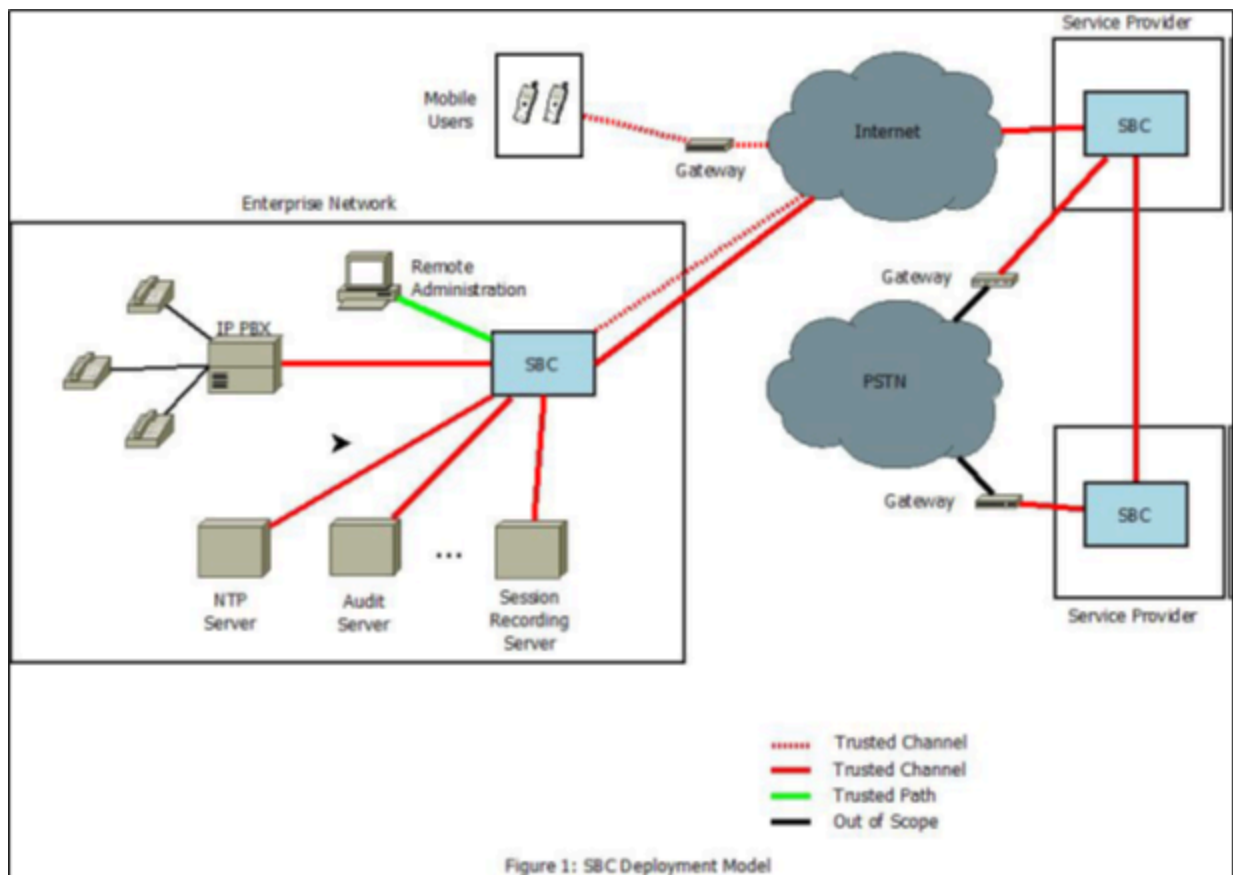 Service Provider
SBC
Mobile
Users
Gateway
Internet
Enterprise Network
Remote
Administration
IP PBX
SBC
Gateway
PSTN
Gateway
SBC
Service Provider
NTP
Server
Audit
Server
...
Session
Recording
Server
Trusted Channel
Trusted Channel
Trusted Path
Out of Scope
Figure 1: SBC Deployment Model